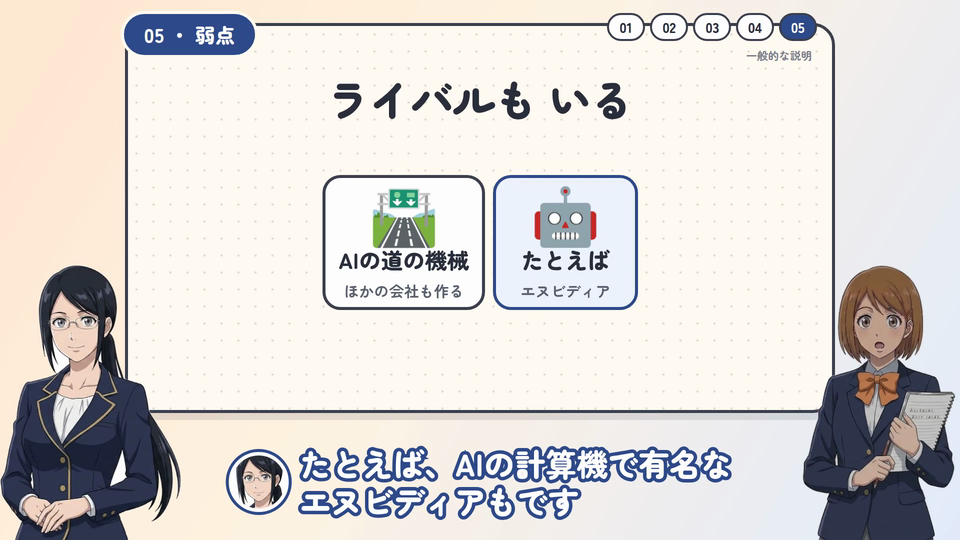 05 ・ 弱点
01 02 03 04 05
一般的な説明
ライバルも いる
AIの道の機械
ほかの会社も作る
たとえば
エヌビディア
たとえば、AIの計算機で有名な
エヌビディアもです